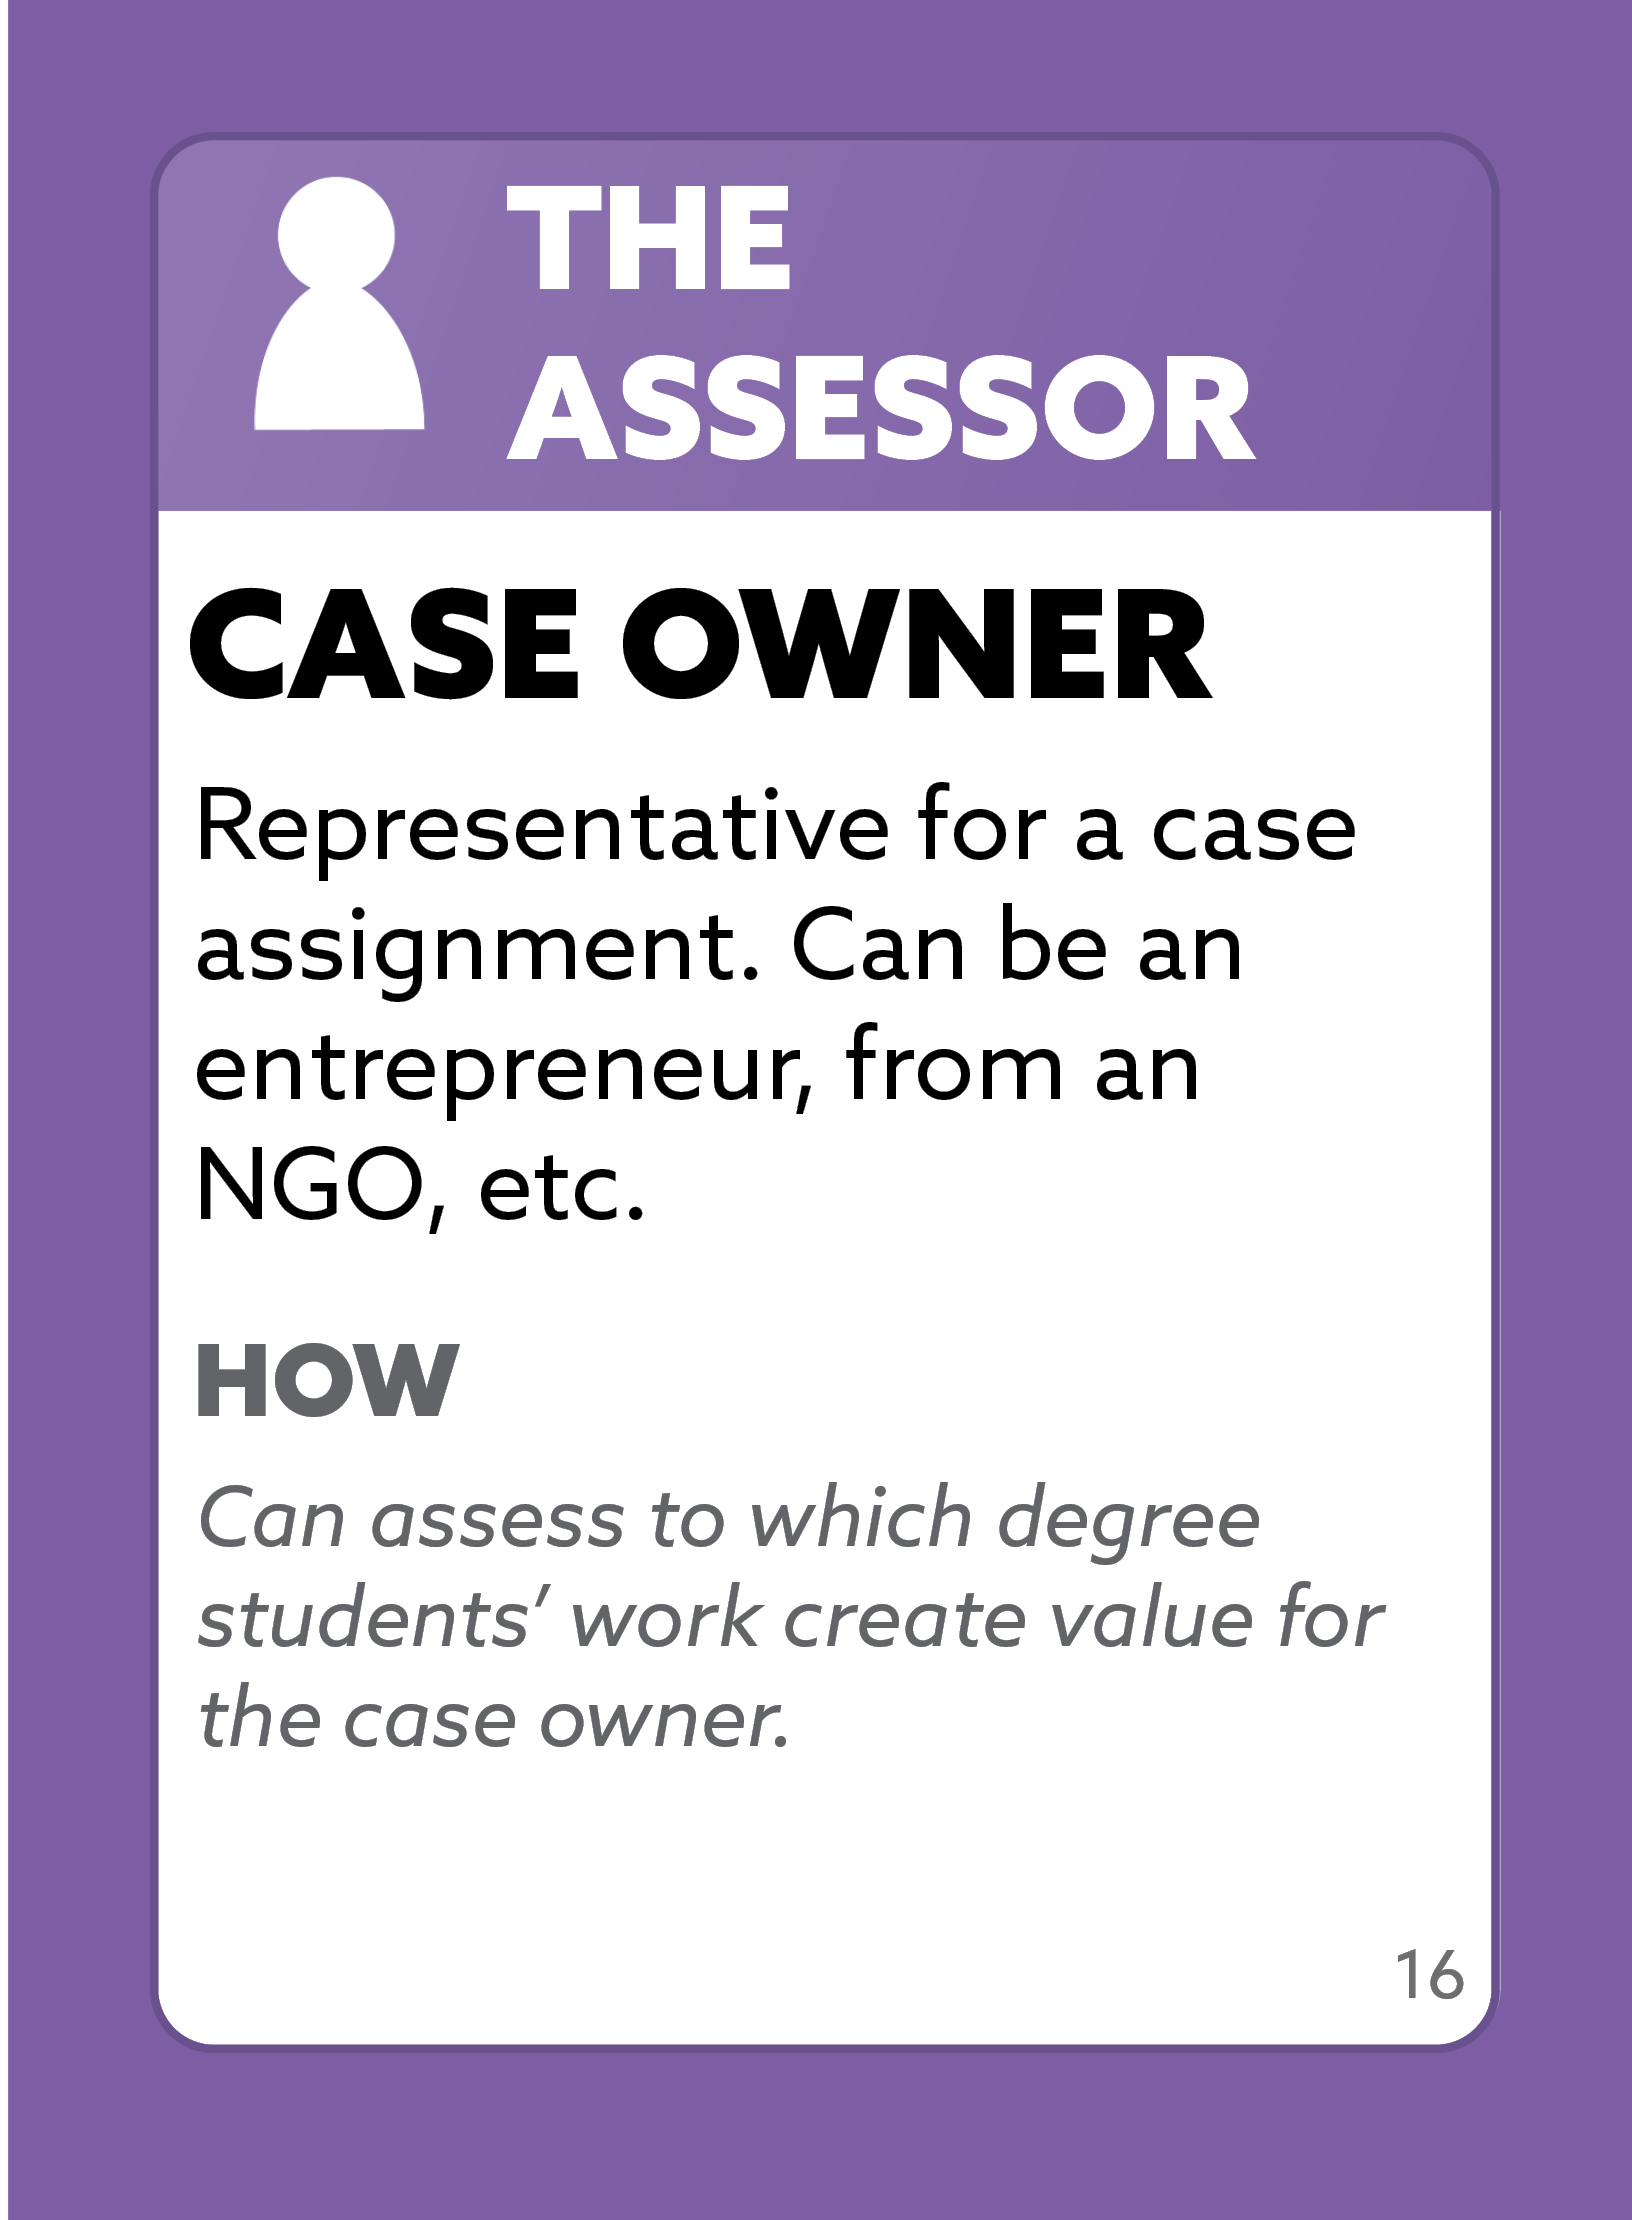 THE
ASSESSOR
CASE OWNER
Representative for a case
assignment. Can be an
entrepreneur, from an
NGO, etc.
HOW
Can assess to which degree
students’ work create value for
the case owner.
16